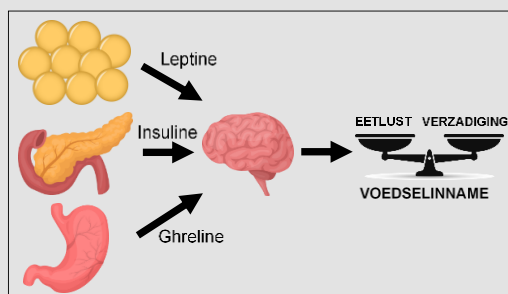 Leptine
Insuline
Ghreline
EETLUST VERZADIGING
VOEDSELINNAME